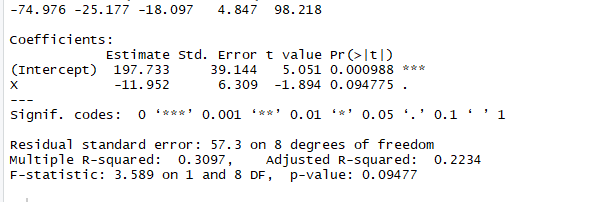 -74.976 -25.177 -18.097   4.847  98.218
Coefficients:
            Estimate Std. Error t value Pr(>|t|)
(Intercept)  197.733     39.144   5.051 0.000988 ***
X            -11.952      6.309  -1.894 0.094775 .
---
Signif. codes:  0 ‘***’ 0.001 ‘**’ 0.01 ‘*’ 0.05 ‘.’ 0.1 ‘ ’ 1
Residual standard error: 57.3 on 8 degrees of freedom
Multiple R-squared:  0.3097,    Adjusted R-squared:  0.2234
F-statistic: 3.589 on 1 and 8 DF,  p-value: 0.09477